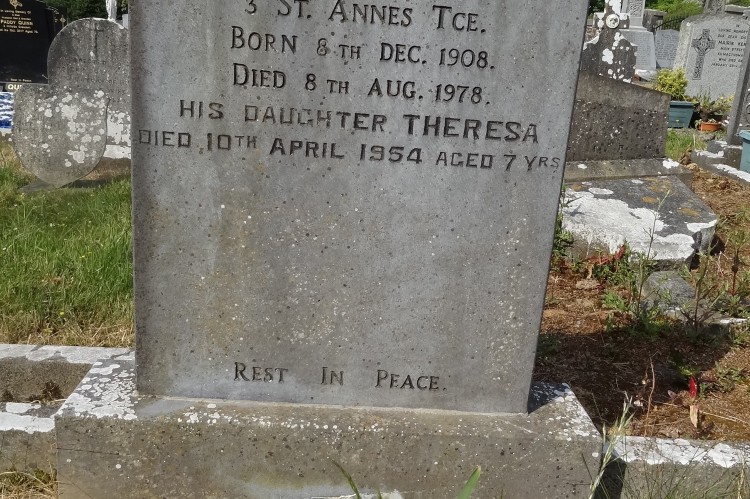 3 St. Annes Tce.
Born 8th Dec. 1908.
Died 8th Aug. 1978.
His Daughter Theresa
Died 10th April 1954 Aged 7 yrs
Rest In Peace.